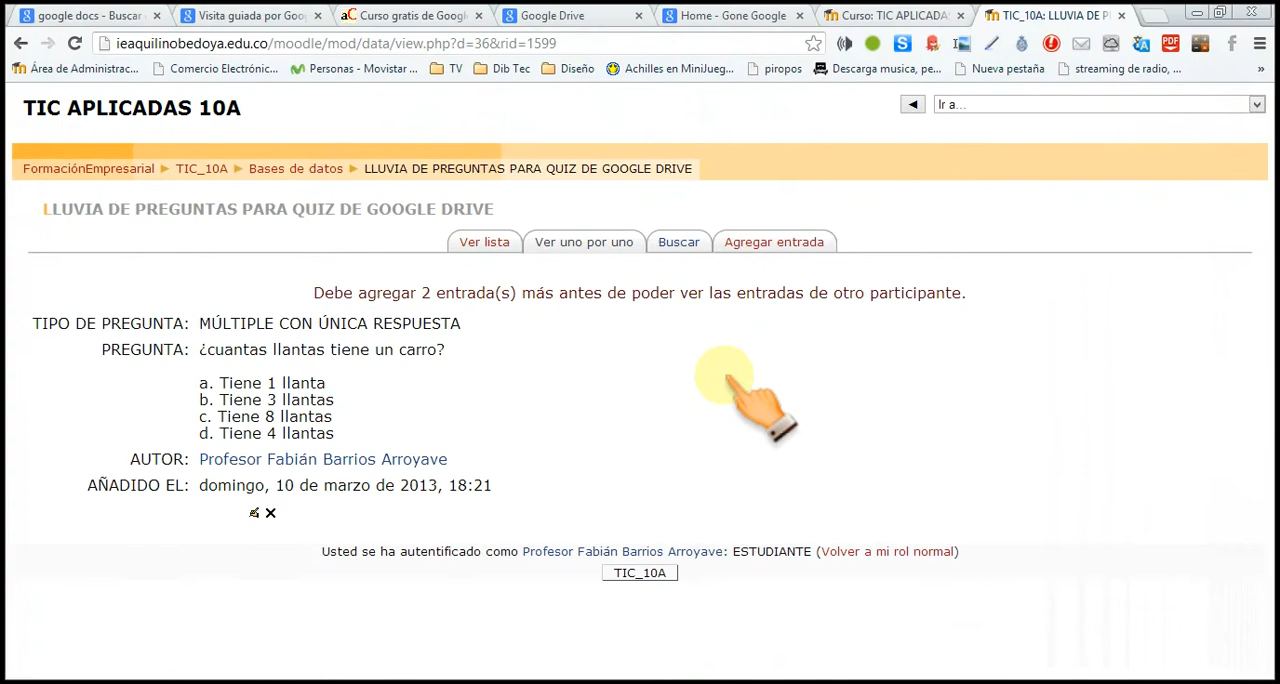 google docs - Buscar
Visita guiada por Goo
Curso gratis de Googl
Google Drive
Home - Gone Google
Curso: TIC APLICADA
TIC_10A: LLUVIA DE P
ieaquilinobedoya.edu.co/moodle/mod/data/view.php?d=36&rid=1599
Área de Administrac...
Comercio Electrónic...
Personas - Movistar ...
TV
Dib Tec
Diseño
Achilles en MiniJueg...
piropos
Descarga musica, pe...
Nueva pestaña
streaming de radio, ...
»
TIC APLICADAS 10A
Ir a...
FormaciónEmpresarial ► TIC_10A ► Bases de datos ► LLUVIA DE PREGUNTAS PARA QUIZ DE GOOGLE DRIVE
LLUVIA DE PREGUNTAS PARA QUIZ DE GOOGLE DRIVE
Ver lista
Ver uno por uno
Buscar
Agregar entrada
Debe agregar 2 entrada(s) más antes de poder ver las entradas de otro participante.
TIPO DE PREGUNTA: MÚLTIPLE CON ÚNICA RESPUESTA
PREGUNTA: ¿cuantas llantas tiene un carro?
a. Tiene 1 llanta
b. Tiene 3 llantas
c. Tiene 8 llantas
d. Tiene 4 llantas
AUTOR: Profesor Fabián Barrios Arroyave
AÑADIDO EL: domingo, 10 de marzo de 2013, 18:21
Usted se ha autentificado como Profesor Fabián Barrios Arroyave: ESTUDIANTE (Volver a mi rol normal)
TIC_10A